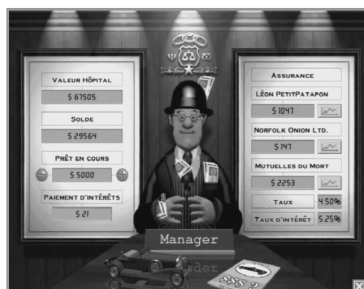 VALEUR HÔPITAL
$ 67505
SOLDE
$ 29564
PRÊT EN COURS
$ 5000
PAIEMENT D'INTÉRÊTS
$ 21
ASSURANCE
LÉON PETITPATAPON
$ 1047
NORFOLK ONION LTD.
$ 147
MUTUELLES DU MORT
$ 2253
TAUX 4.50%
TAUX D'INTÉRÊT 5.25%
Manager